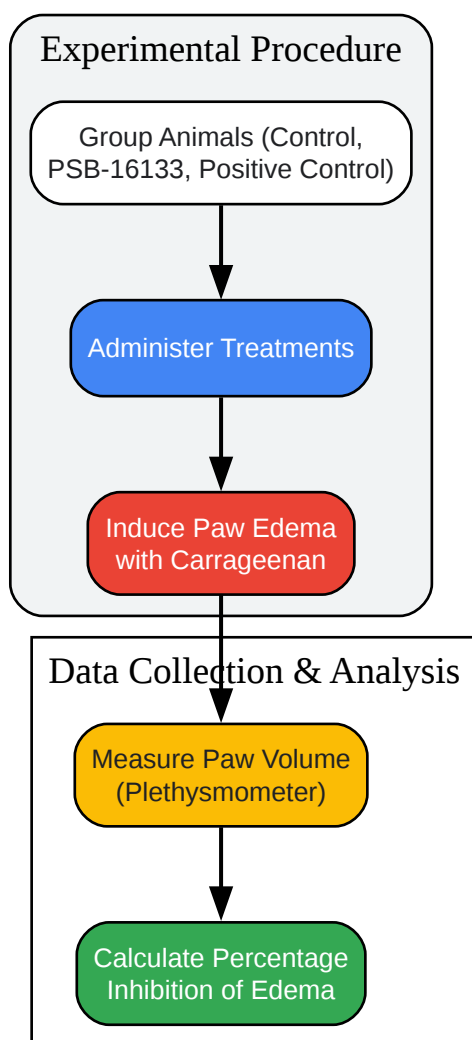 Experimental Procedure
Group Animals (Control,
PSB-16133, Positive Control)
Administer Treatments
Induce Paw Edema
with Carrageenan
Data Collection & Analysis
Measure Paw Volume
(Plethysmometer)
Calculate Percentage
Inhibition of Edema